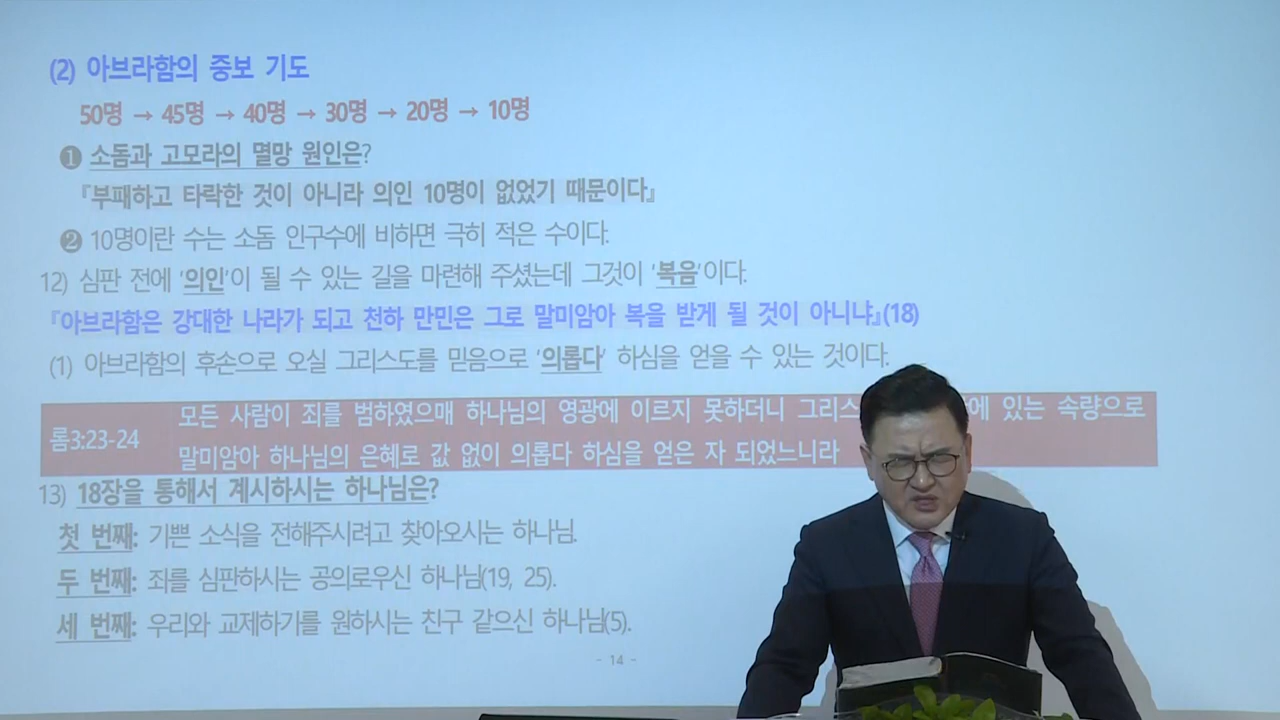 (2) 아브라함의 중보 기도
50명 → 45명 → 40명 → 30명 → 20명 → 10명
❶ 소돔과 고모라의 멸망 원인은?
『부패하고 타락한 것이 아니라 의인 10명이 없었기 때문이다』
❷ 10명이란 수는 소돔 인구수에 비하면 극히 적은 수이다.
12) 심판 전에 '의인'이 될 수 있는 길을 마련해 주셨는데 그것이 '복음'이다.
『아브라함은 강대한 나라가 되고 천하 만민은 그로 말미암아 복을 받게 될 것이 아니냐』(18)
(1) 아브라함의 후손으로 오실 그리스도를 믿음으로 '의롭다' 하심을 얻을 수 있는 것이다.
롬3:23-24
모든 사람이 죄를 범하였으매 하나님의 영광에 이르지 못하더니 그리스 에 있는 속량으로
말미암아 하나님의 은혜로 값 없이 의롭다 하심을 얻은 자 되었느니라
13) 18장을 통해서 계시하시는 하나님은?
첫 번째: 기쁜 소식을 전해주시려고 찾아오시는 하나님.
두 번째: 죄를 심판하시는 공의로우신 하나님(19, 25).
세 번째: 우리와 교제하기를 원하시는 친구 같으신 하나님(5).
- 14 -